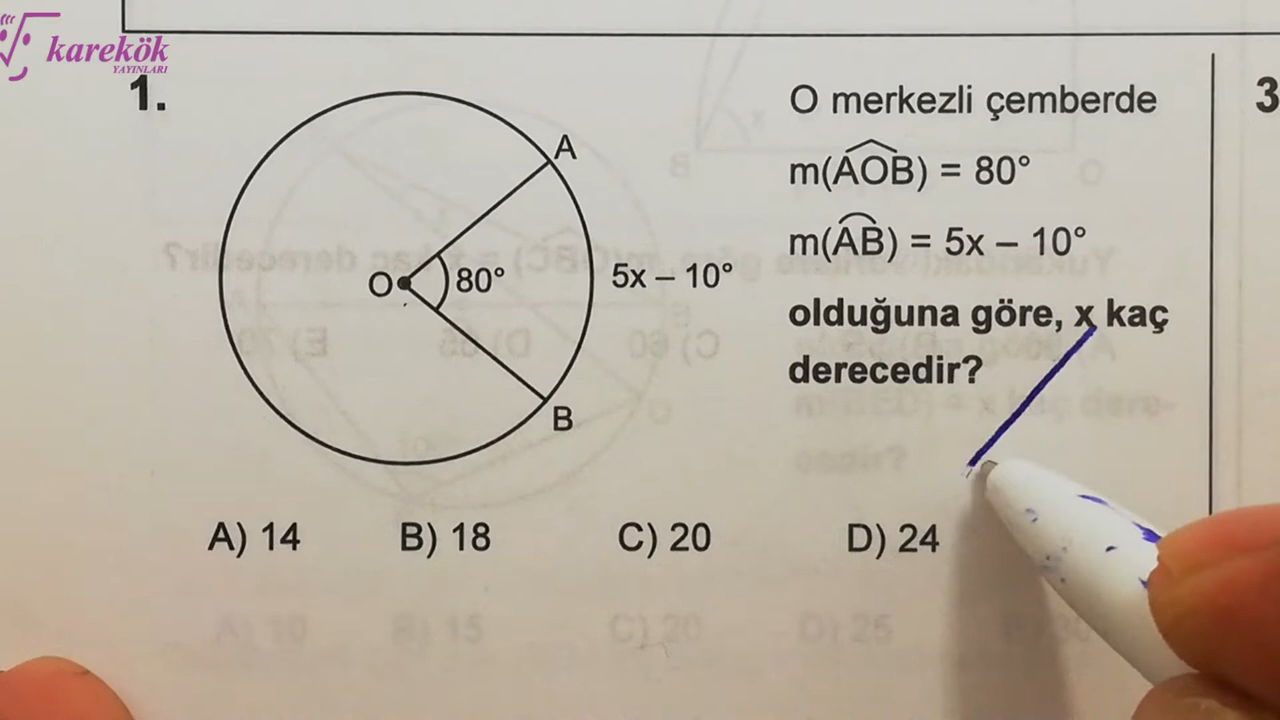 karekök
YAYINLARI
1.
O merkezli çemberde
m(AOB) = 80°
m(AB) = 5x – 10°
olduğuna göre, x kaç
derecedir?
A
O
80°
5x – 10°
B
A) 14 B) 18 C) 20 D) 24
3